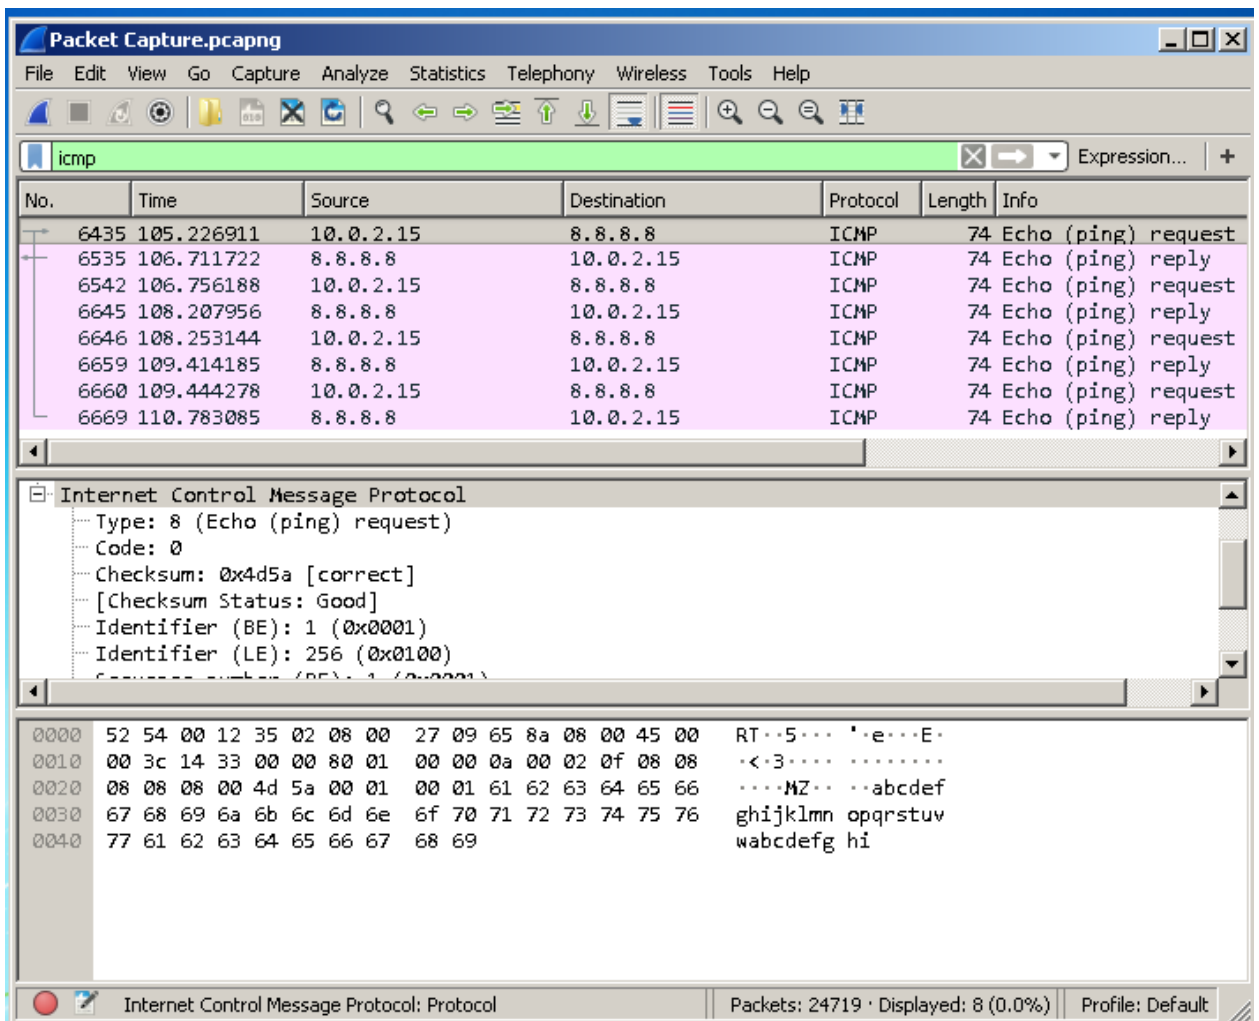 Packet Capture.pcapng
File Edit View Go Capture Analyze Statistics Telephony Wireless Tools Help
icmp Expression... +
No. Time Source Destination Protocol Length Info
6435 105.226911 10.0.2.15 8.8.8.8 ICMP 74 Echo (ping) request
6535 106.711722 8.8.8.8 10.0.2.15 ICMP 74 Echo (ping) reply
6542 106.756188 10.0.2.15 8.8.8.8 ICMP 74 Echo (ping) request
6645 108.207956 8.8.8.8 10.0.2.15 ICMP 74 Echo (ping) reply
6646 108.253144 10.0.2.15 8.8.8.8 ICMP 74 Echo (ping) request
6659 109.414185 8.8.8.8 10.0.2.15 ICMP 74 Echo (ping) reply
6660 109.444278 10.0.2.15 8.8.8.8 ICMP 74 Echo (ping) request
6669 110.783085 8.8.8.8 10.0.2.15 ICMP 74 Echo (ping) reply
Internet Control Message Protocol
Type: 8 (Echo (ping) request)
Code: 0
Checksum: 0x4d5a [correct]
[Checksum Status: Good]
Identifier (BE): 1 (0x0001)
Identifier (LE): 256 (0x0100)
Sequence number (BE): 1 (0x0001)
0000 52 54 00 12 35 02 08 00 27 09 65 8a 08 00 45 00 RT··5··· '·e···E·
0010 00 3c 14 33 00 00 80 01 00 00 0a 00 02 0f 08 08 ·<·3···· ········
0020 08 08 08 00 4d 5a 00 01 00 01 61 62 63 64 65 66 ····MZ·· ··abcdef
0030 67 68 69 6a 6b 6c 6d 6e 6f 70 71 72 73 74 75 76 ghijklmn opqrstuv
0040 77 61 62 63 64 65 66 67 68 69 wabcdefg hi
Internet Control Message Protocol: Protocol Packets: 24719 · Displayed: 8 (0.0%) Profile: Default